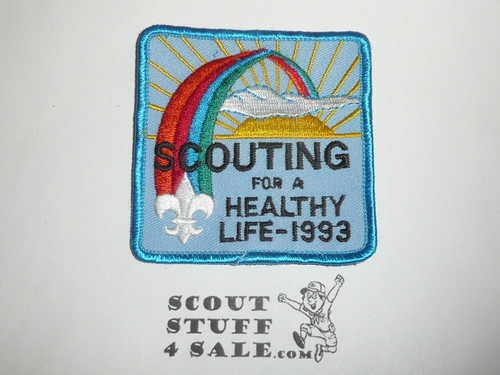 SCOUTING
FOR A
HEALTHY
LIFE-1993
SCOUT
STUFF
4 SALE.COM